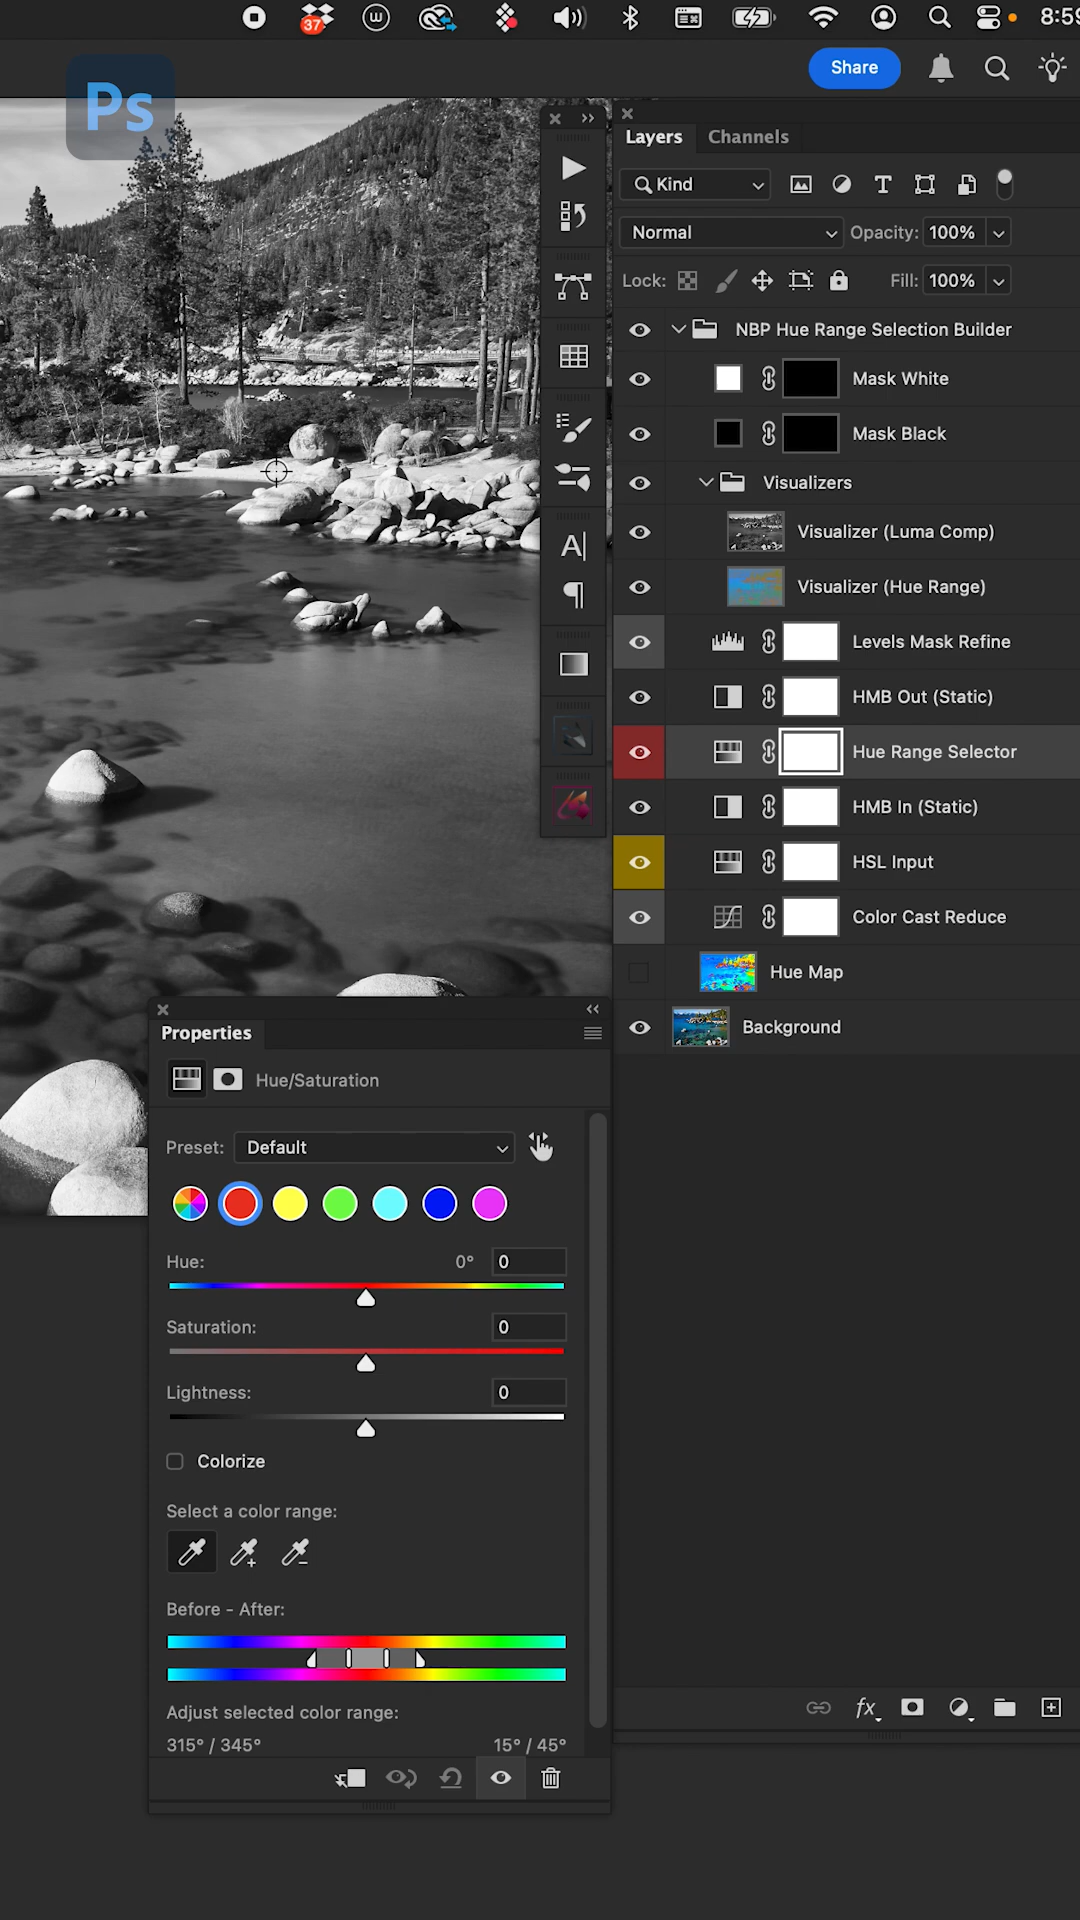 37
8:59
Share
Ps
Layers
Channels
Kind
Normal
Opacity: 100%
Lock:
Fill: 100%
NBP Hue Range Selection Builder
Mask White
Mask Black
Visualizers
Visualizer (Luma Comp)
Visualizer (Hue Range)
Levels Mask Refine
HMB Out (Static)
Hue Range Selector
HMB In (Static)
HSL Input
Color Cast Reduce
Hue Map
Background
fx
Properties
Hue/Saturation
Preset: Default
Hue: 0° 0
Saturation: 0
Lightness: 0
Colorize
Select a color range:
Before - After:
Adjust selected color range:
315° / 345° 15° / 45°